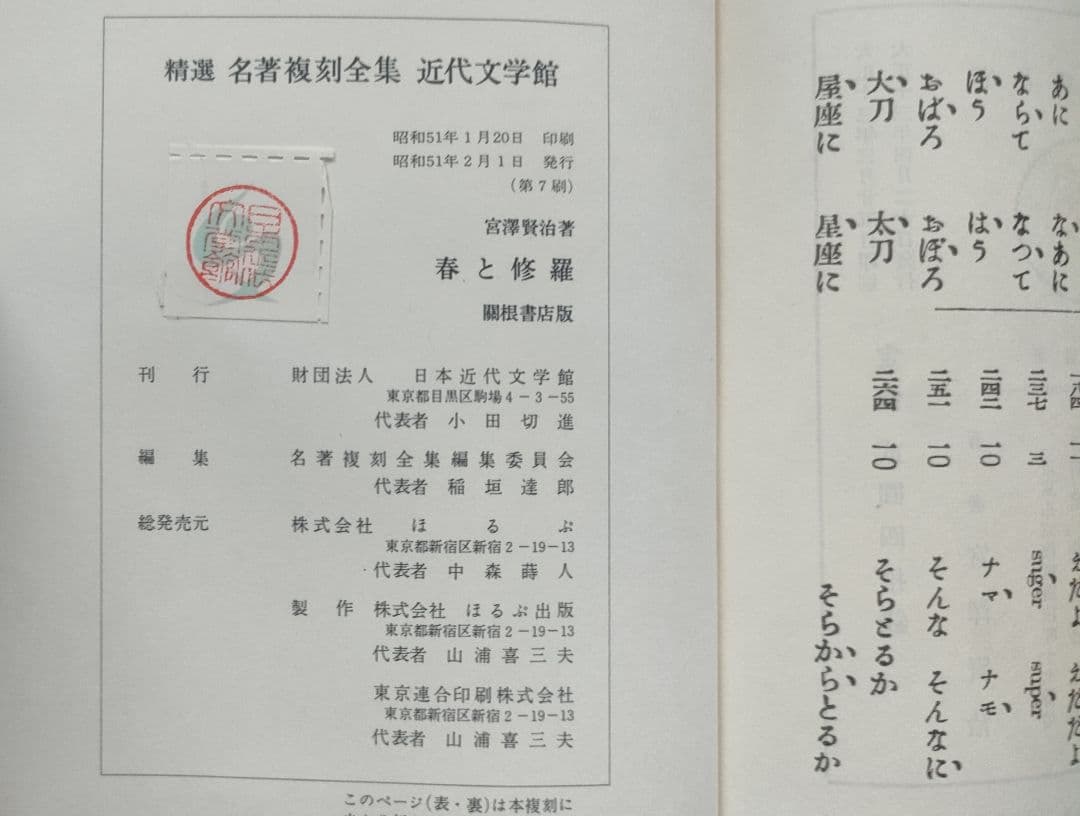 精選 名著複刻全集 近代文学館
昭和51年1月20日 印刷
昭和51年2月1日 発行
(第7刷)
宮澤賢治著
春と修羅
關根書店版
刊行 財団法人 日本近代文学館
東京都目黒区駒場4-3-55
代表者 小田切進
編集 名著複刻全集編集委員会
代表者 稲垣達郎
総発売元 株式会社 ほるぷ
東京都新宿区新宿2-19-13
代表者 中森蒔人
製作 株式会社 ほるぷ出版
東京都新宿区新宿2-19-13
代表者 山浦喜三夫
東京連合印刷株式会社
東京都新宿区新宿2-19-13
代表者 山浦喜三夫
このページ(表・裏)は本複刻に
あに なあに
ならて なつて
ほう はう
おばろ おぼろ
大刀 太刀
屋座に 星座に
二三七 三 snger super
二四二 一〇 ナマ ナモ
二五一 一〇 そんな そんなに
二六四 一〇 そらとるか そらからとるか